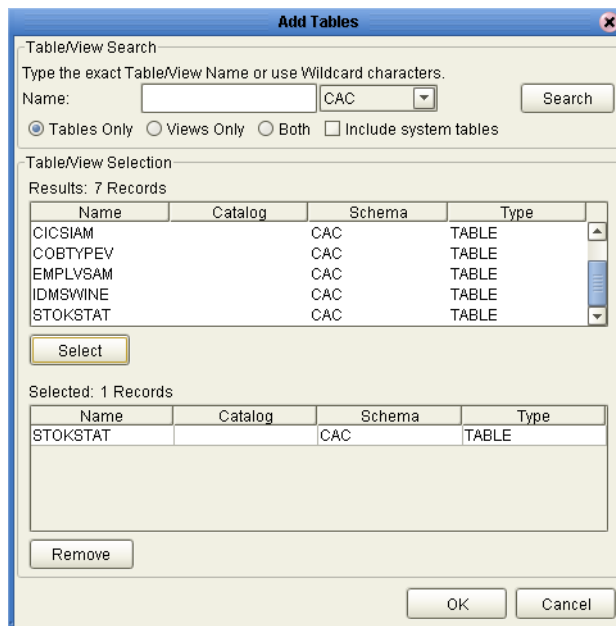 Add Tables
Table/View Search
Type the exact Table/View Name or use Wildcard characters.
Name: CAC Search
Tables Only Views Only Both Include system tables
Table/View Selection
Results: 7 Records
Name Catalog Schema Type
CICSIAM CAC TABLE
COBTYPEV CAC TABLE
EMPLVSAM CAC TABLE
IDMSWINE CAC TABLE
STOKSTAT CAC TABLE
Select
Selected: 1 Records
Name Catalog Schema Type
STOKSTAT CAC TABLE
Remove
OK Cancel